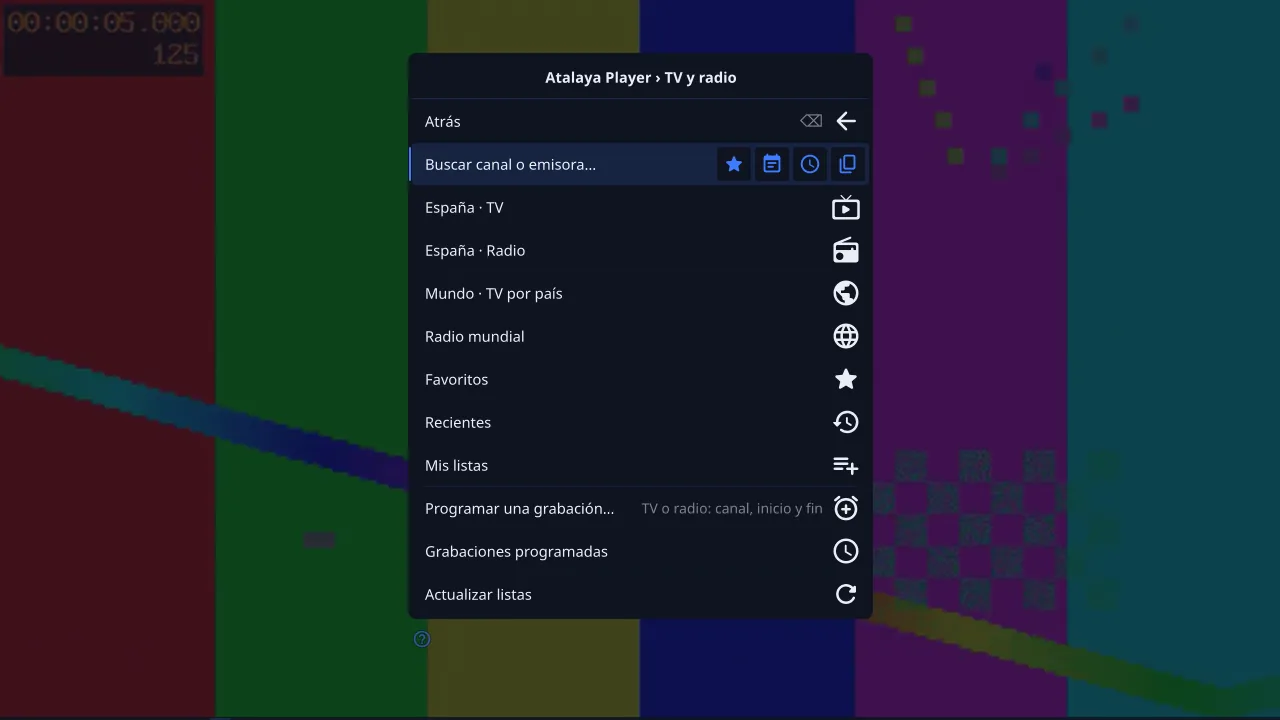 00:00:05.000
125
Atalaya Player › TV y radio
Atrás
Buscar canal o emisora...
España · TV
España · Radio
Mundo · TV por país
Radio mundial
Favoritos
Recientes
Mis listas
Programar una grabación... TV o radio: canal, inicio y fin
Grabaciones programadas
Actualizar listas